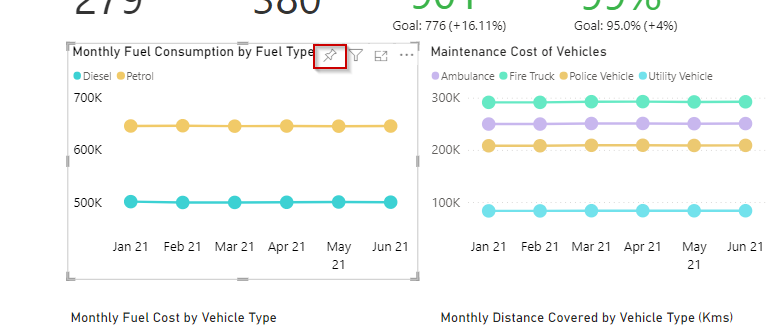 279
380
901
99%
Goal: 776 (+16.11%)
Goal: 95.0% (+4%)
Monthly Fuel Consumption by Fuel Type
Diesel Petrol
700K
600K
500K
Jan 21 Feb 21 Mar 21 Apr 21 May 21 Jun 21
Maintenance Cost of Vehicles
Ambulance Fire Truck Police Vehicle Utility Vehicle
300K
200K
100K
Jan 21 Feb 21 Mar 21 Apr 21 May 21 Jun 21
Monthly Fuel Cost by Vehicle Type
Monthly Distance Covered by Vehicle Type (Kms)